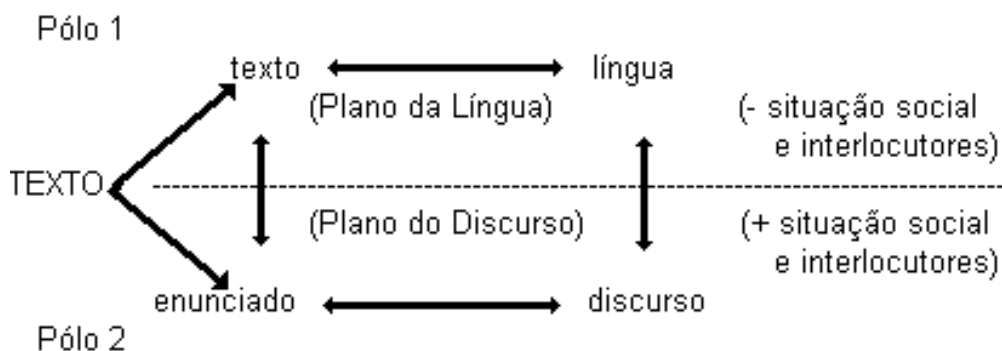 Pólo 1
texto língua
(Plano da Língua) (- situação social
e interlocutores)
TEXTO
(Plano do Discurso) (+ situação social
e interlocutores)
enunciado discurso
Pólo 2